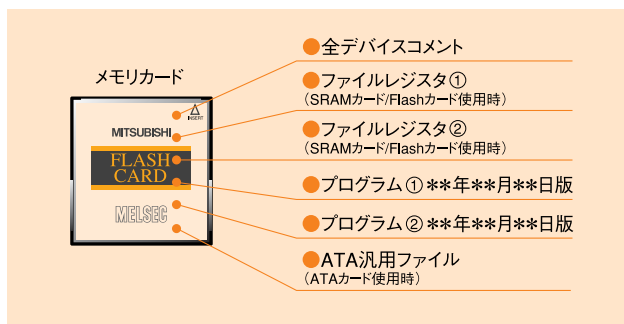 メモリカード
INSERT
MITSUBISHI
FLASH
CARD
MELSEC
●全デバイスコメント
●ファイルレジスタ①
（SRAMカード/Flashカード使用時）
●ファイルレジスタ②
（SRAMカード/Flashカード使用時）
●プログラム①＊＊年＊＊月＊＊日版
●プログラム②＊＊年＊＊月＊＊日版
●ATA汎用ファイル
（ATAカード使用時）